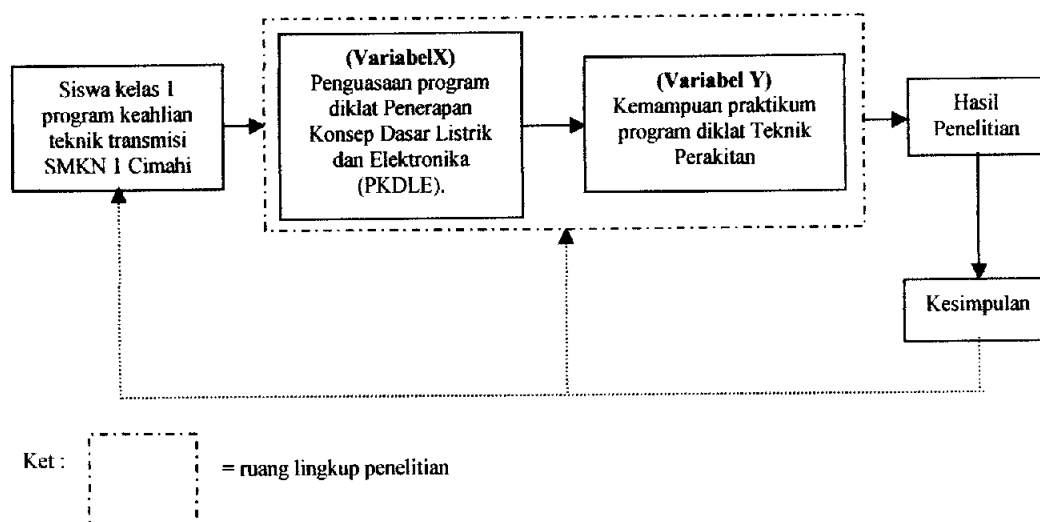 Siswa kelas 1
program keahlian
teknik transmisi
SMKN 1 Cimahi
(VariabelX)
Penguasaan program
diklat Penerapan
Konsep Dasar Listrik
dan Elektronika
(PKDLE).
(Variabel Y)
Kemampuan praktikum
program diklat Teknik
Perakitan
Hasil
Penelitian
Kesimpulan
Ket :
= ruang lingkup penelitian